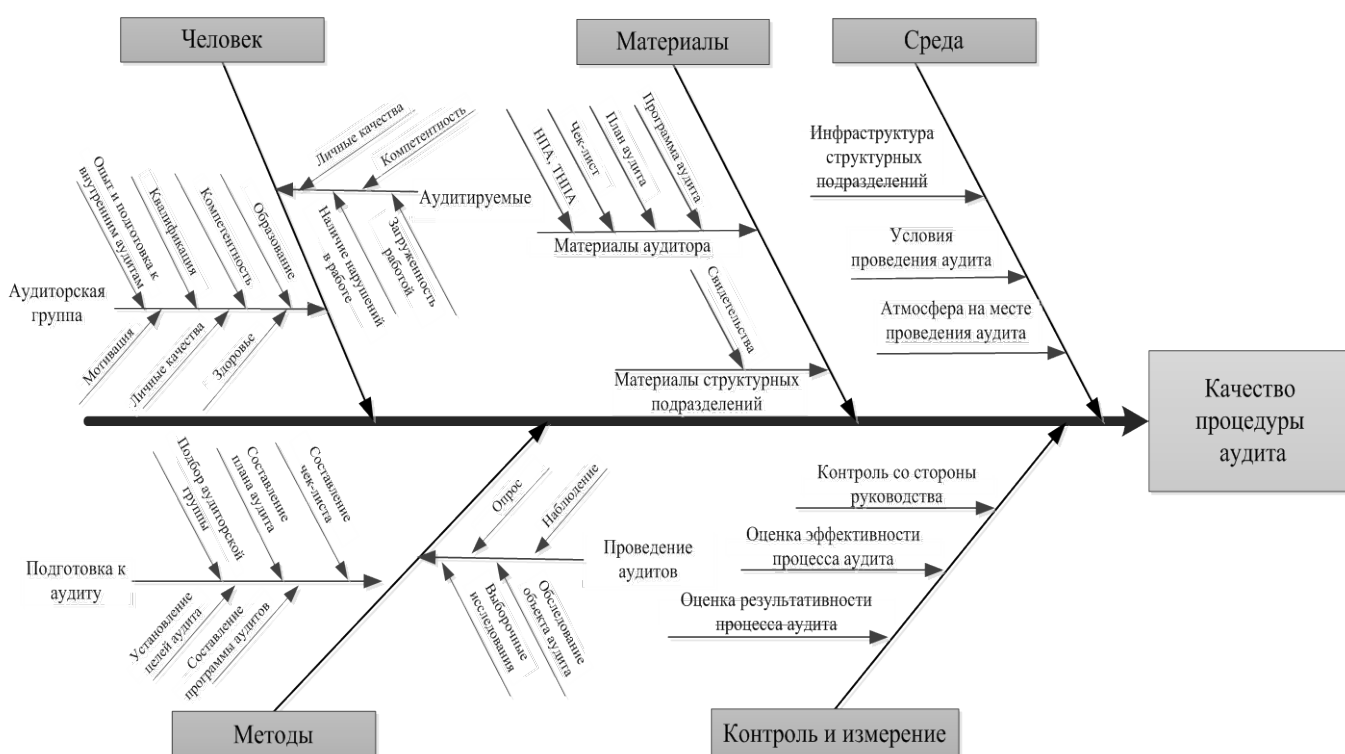 Человек
Материалы
Среда
Личные качества
Компетентность
Аудитируемые
Наличие нарушений
в работе
Загруженность
работой
Опыт и подготовка к
внутренним аудитам
Квалификация
Компетентность
Образование
Аудиторская
группа
Мотивация
Личные качества
Здоровье
НПА, ТНПА
Чек-лист
План аудита
Программа аудита
Материалы аудитора
Свидетельства
Материалы структурных
подразделений
Инфраструктура
структурных
подразделений
Условия
проведения аудита
Атмосфера на месте
проведения аудита
Качество
процедуры
аудита
Подбор аудиторской
группы
Составление
плана аудита
Составление
чек-листа
Подготовка к
аудиту
Установление
целей аудита
Составление
программы аудитов
Опрос
Наблюдение
Проведение
аудитов
Выборочные
исследования
Обследование
объекта аудита
Контроль со стороны
руководства
Оценка эффективности
процесса аудита
Оценка результативности
процесса аудита
Методы
Контроль и измерение